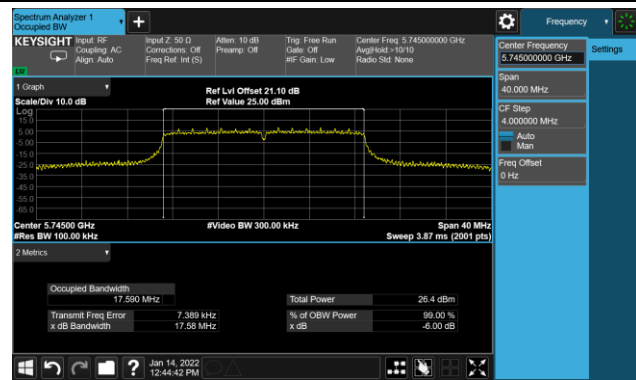 Spectrum Analyzer 1
Occupied BW
Frequency
KEYSIGHT
Input: RF
Coupling: AC
Align: Auto
Input Z: 50 Ω
Corrections: Off
Freq Ref: Int (S)
Atten: 10 dB
Preamp: Off
Trig: Free Run
Gate: Off
#IF Gain: Low
Center Freq: 5.745000000 GHz
Avg|Hold:>10/10
Radio Std: None
Center Frequency
5.745000000 GHz
Settings
Span
40.000 MHz
CF Step
4.000000 MHz
Auto
Man
Freq Offset
0 Hz
1 Graph
Scale/Div 10.0 dB
Ref Lvl Offset 21.10 dB
Ref Value 25.00 dBm
Log
15.0
5.00
-5.00
-15.0
-25.0
-35.0
-45.0
-55.0
-65.0
Center 5.74500 GHz
#Res BW 100.00 kHz
#Video BW 300.00 kHz
Span 40 MHz
Sweep 3.87 ms (2001 pts)
2 Metrics
Occupied Bandwidth
17.590 MHz
Total Power 26.4 dBm
Transmit Freq Error 7.389 kHz
% of OBW Power 99.00 %
x dB Bandwidth 17.58 MHz
x dB -6.00 dB
?
Jan 14, 2022
12:44:42 PM